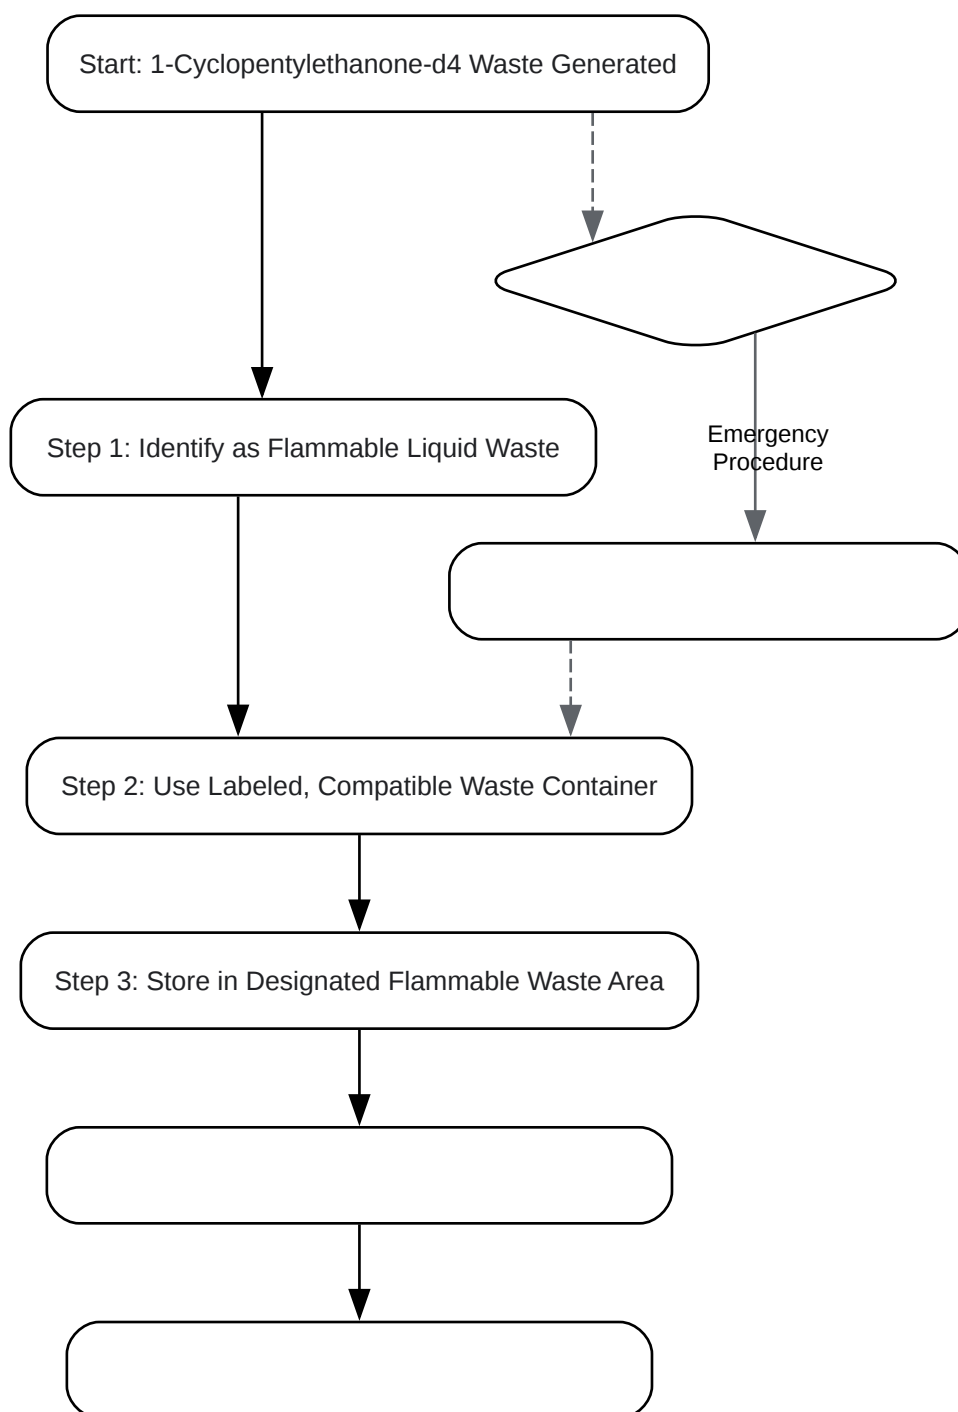 Start: 1-Cyclopentylethanone-d4 Waste Generated
Step 1: Identify as Flammable Liquid Waste
Emergency
Procedure
Step 2: Use Labeled, Compatible Waste Container
Step 3: Store in Designated Flammable Waste Area